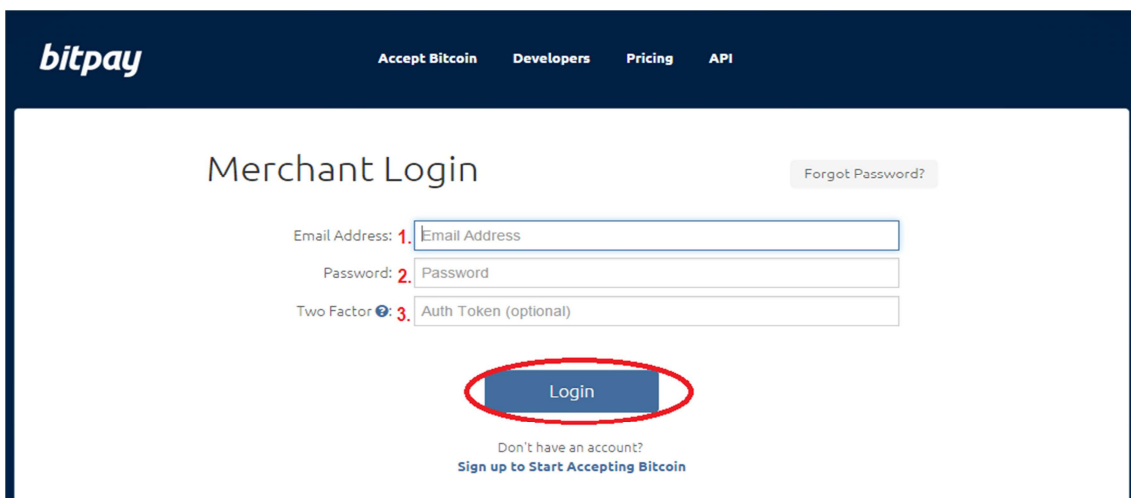 bitpay
Accept Bitcoin Developers Pricing API
Merchant Login
Forgot Password?
Email Address: 1. Email Address
Password: 2. Password
Two Factor ?: 3. Auth Token (optional)
Login
Don't have an account?
Sign up to Start Accepting Bitcoin